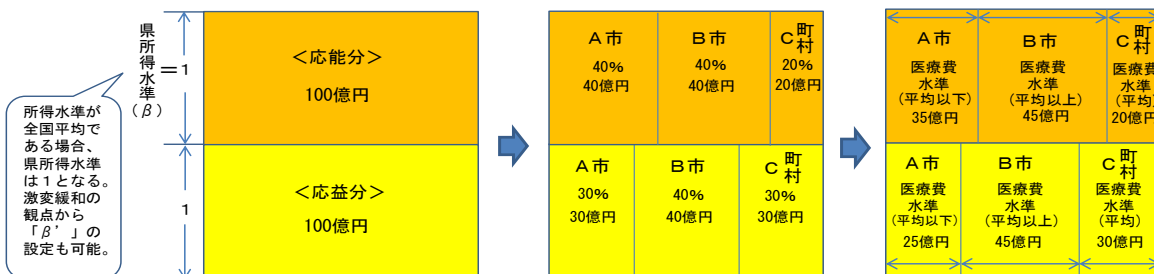 県所得水準(β)
=1
所得水準が
全国平均で
ある場合、
県所得水準
は1となる。
激変緩和の
観点から
「β’」の
設定も可能。
1
<応能分>
100億円
<応益分>
100億円
A市
40%
40億円
B市
40%
40億円
C町村
20%
20億円
A市
30%
30億円
B市
40%
40億円
C町村
30%
30億円
A市
医療費
水準
(平均以下)
35億円
B市
医療費
水準
(平均以上)
45億円
C町村
医療費
水準
(平均)
20億円
A市
医療費
水準
(平均以下)
25億円
B市
医療費
水準
(平均以上)
45億円
C町村
医療費
水準
(平均)
30億円